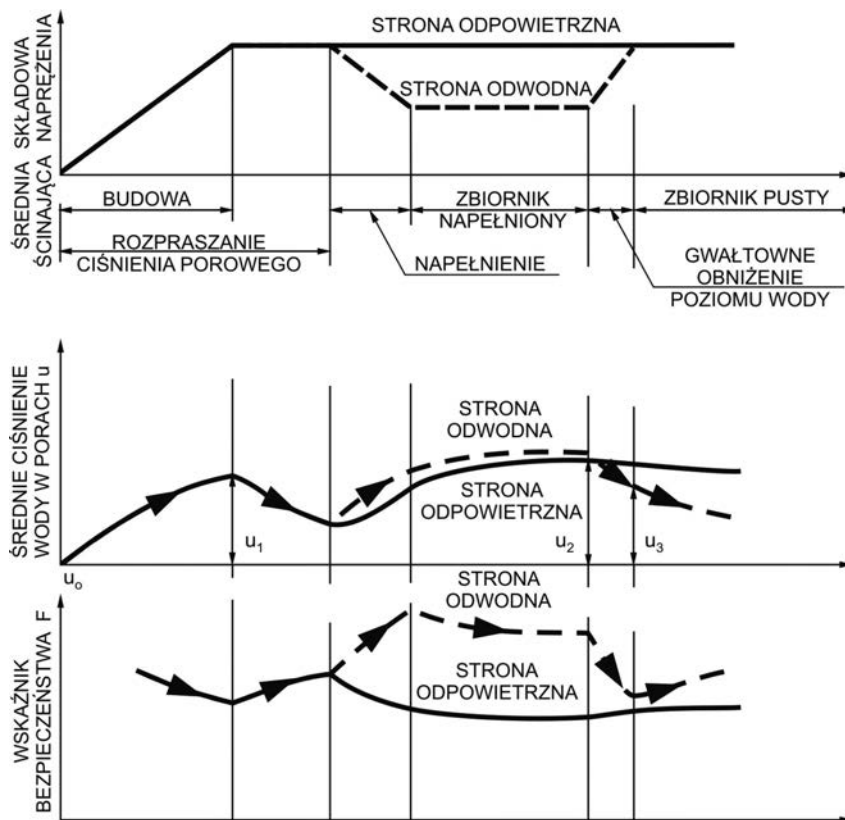 ŚREDNIA SKŁADOWA
ŚCINAJĄCA NAPRĘŻENIA
STRONA ODPOWIETRZNA
STRONA ODWODNA
BUDOWA
ZBIORNIK
NAPEŁNIONY
ZBIORNIK PUSTY
ROZPRASZANIE
CIŚNIENIA POROWEGO
NAPEŁNIENIE
GWAŁTOWNE
OBNIŻENIE
POZIOMU WODY
ŚREDNIE CIŚNIENIE
WODY W PORACH u
STRONA
ODWODNA
STRONA
ODPOWIETRZNA
u₁
u₂
u₃
uₒ
WSKAŹNIK
BEZPIECZEŃSTWA F
STRONA
ODWODNA
STRONA
ODPOWIETRZNA